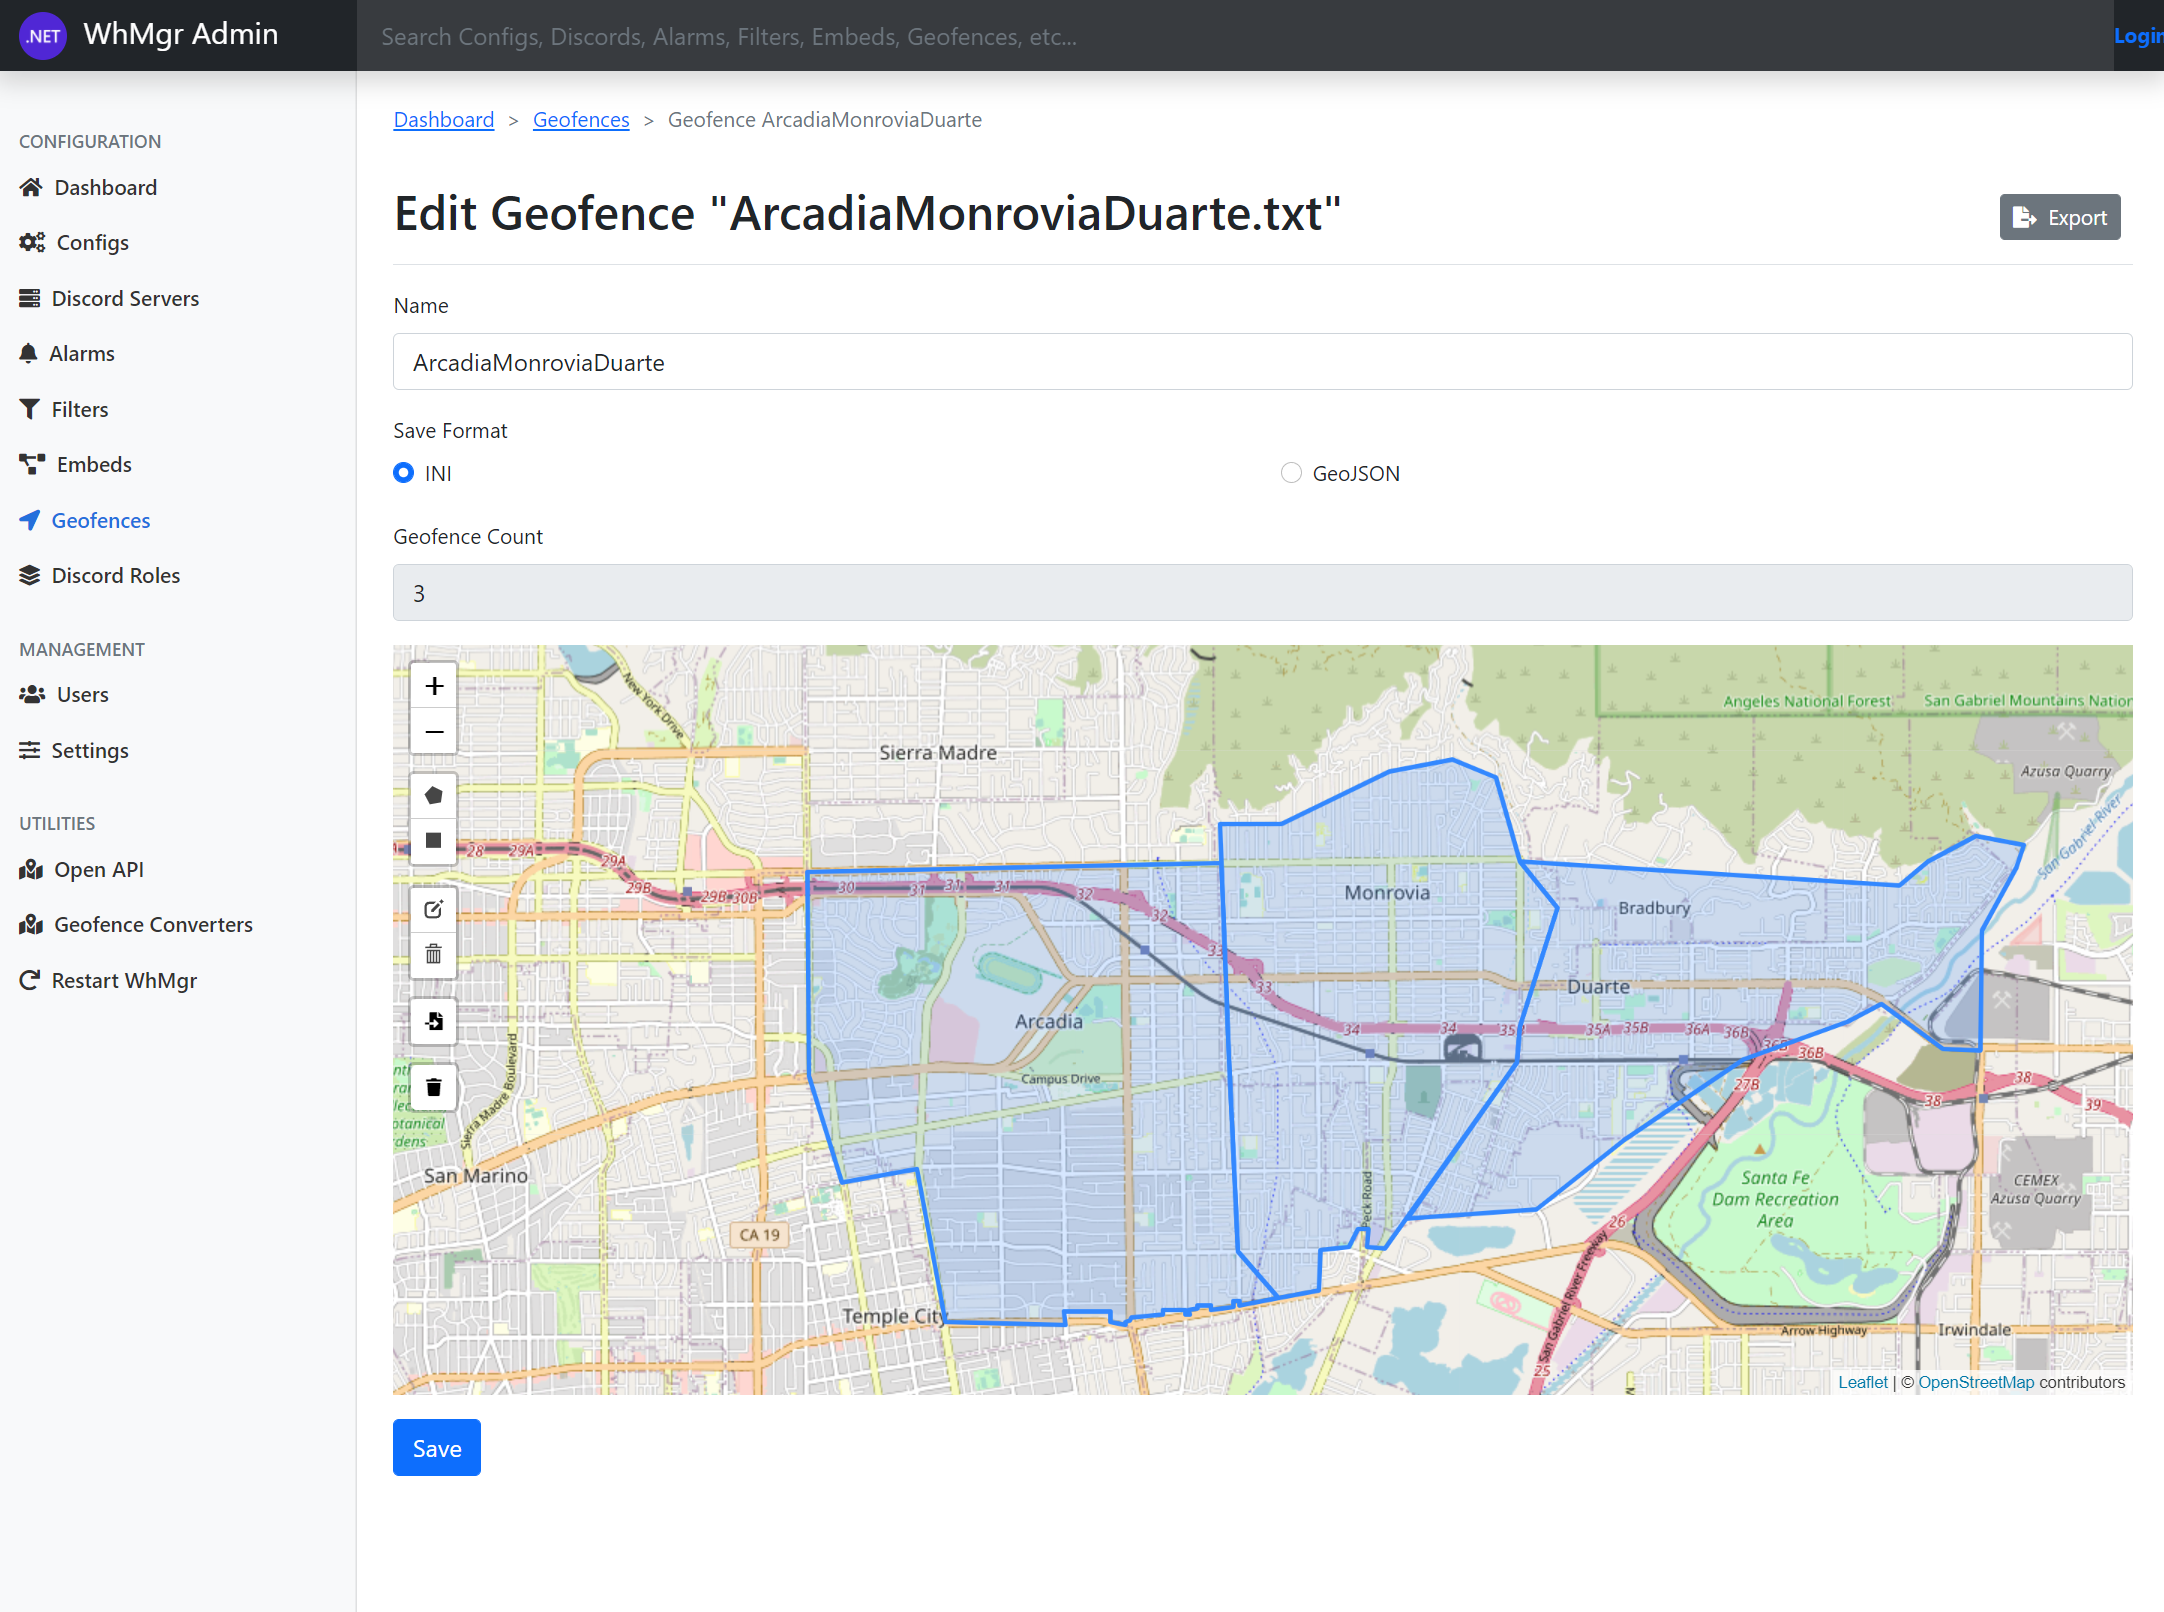 .NET WhMgr Admin
Search Configs, Discords, Alarms, Filters, Embeds, Geofences, etc...
Login
CONFIGURATION
Dashboard
Configs
Discord Servers
Alarms
Filters
Embeds
Geofences
Discord Roles
MANAGEMENT
Users
Settings
UTILITIES
Open API
Geofence Converters
Restart WhMgr
Dashboard > Geofences > Geofence ArcadiaMonroviaDuarte
Edit Geofence "ArcadiaMonroviaDuarte.txt"
Export
Name
ArcadiaMonroviaDuarte
Save Format
INI
GeoJSON
Geofence Count
3
+
−
New York Drive
Sierra Madre
Angeles National Forest
San Gabriel Mountains Nation
Azusa Quarry
San Gabriel River
28
29A
29A
29B
29B-30B
30
31
31
31
32
32
33
33
34
34
35B
35A
35B
36A
36B
36B
36B
38
38
39
Monrovia
Bradbury
Duarte
Arcadia
Campus Drive
Sierra Madre Boulevard
otanical
dens
San Marino
CA 19
Peck Road
27B
26
25
Santa Fe
Dam Recreation
Area
CEMEX
Azusa Quarry
San Gabriel River Freeway
Temple City
Arrow Highway
Irwindale
Leaflet | © OpenStreetMap contributors
Save